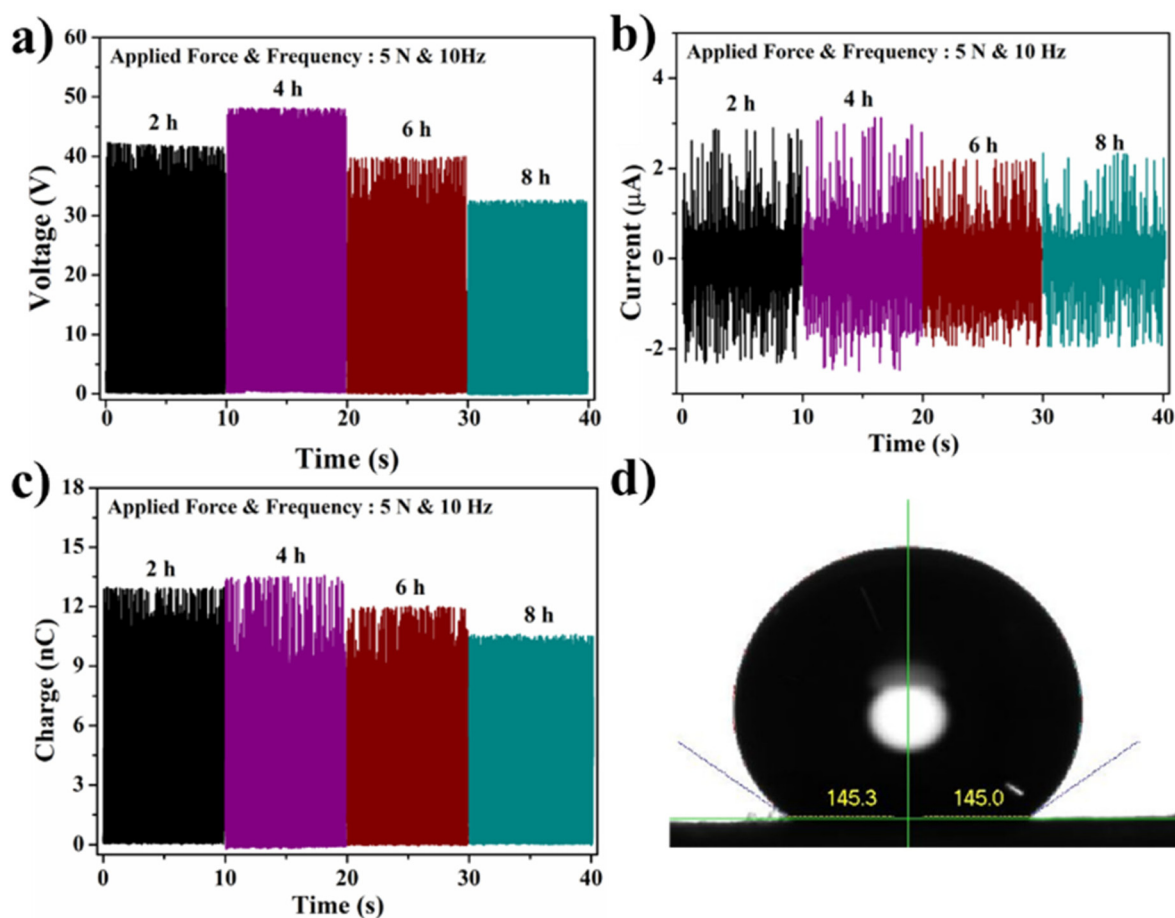 a)
60
50
40
30
20
10
0
Voltage (V)
Applied Force & Frequency : 5 N & 10Hz
2 h
4 h
6 h
8 h
0 10 20 30 40
Time (s)
b)
4
2
0
-2
Current (μA)
Applied Force & Frequency : 5 N & 10 Hz
2 h
4 h
6 h
8 h
0 10 20 30 40
Time (s)
c)
18
15
12
9
6
3
0
Charge (nC)
Applied Force & Frequency : 5 N & 10 Hz
2 h
4 h
6 h
8 h
0 10 20 30 40
Time (s)
d)
145.3 145.0